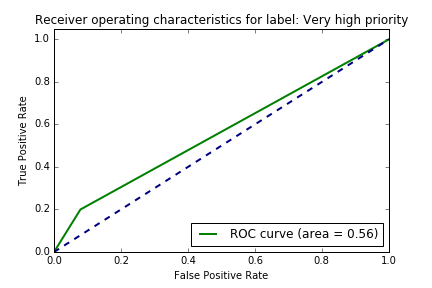 Receiver operating characteristics for label: Very high priority
1.0
0.8
0.6
0.4
0.2
0.0
True Positive Rate
ROC curve (area = 0.56)
0.0 0.2 0.4 0.6 0.8 1.0
False Positive Rate